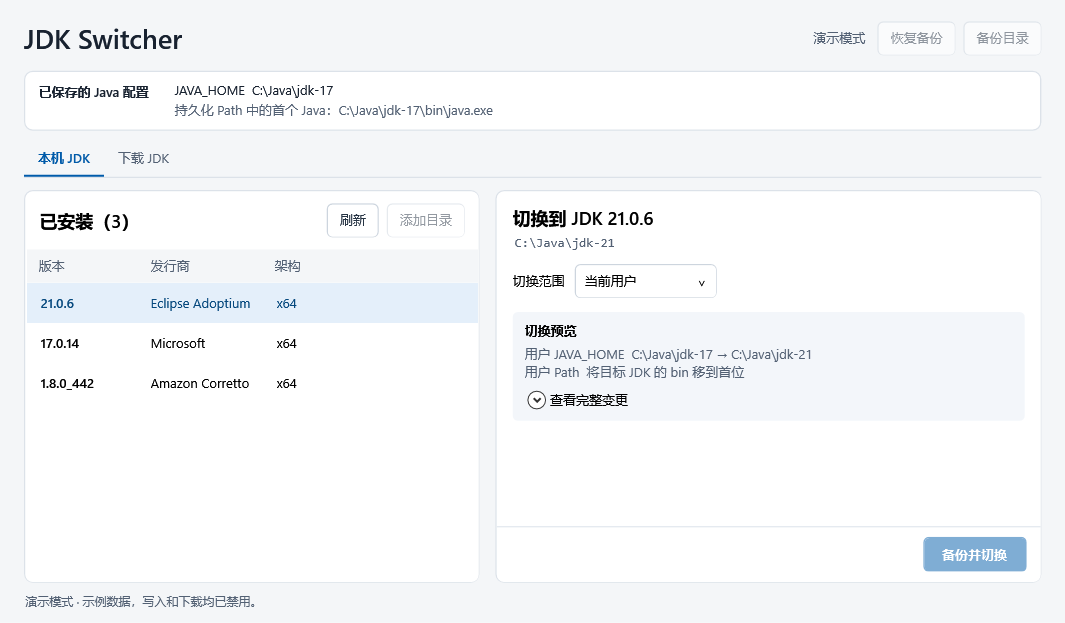 JDK Switcher
演示模式 恢复备份 备份目录
已保存的 Java 配置 JAVA_HOME C:\Java\jdk-17
持久化 Path 中的首个 Java：C:\Java\jdk-17\bin\java.exe
本机 JDK 下载 JDK
已安装（3） 刷新 添加目录
版本 发行商 架构
21.0.6 Eclipse Adoptium x64
17.0.14 Microsoft x64
1.8.0_442 Amazon Corretto x64
切换到 JDK 21.0.6
C:\Java\jdk-21
切换范围 当前用户
切换预览
用户 JAVA_HOME C:\Java\jdk-17 → C:\Java\jdk-21
用户 Path 将目标 JDK 的 bin 移到首位
查看完整变更
备份并切换
演示模式 · 示例数据，写入和下载均已禁用。